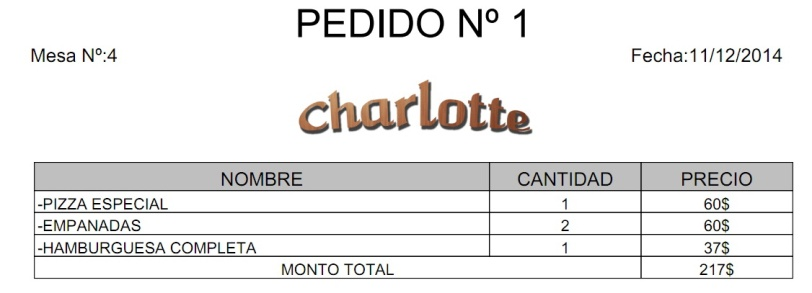 PEDIDO Nº 1
Mesa Nº:4 Fecha:11/12/2014
charlotte
NOMBRE CANTIDAD PRECIO
-PIZZA ESPECIAL 1 60$
-EMPANADAS 2 60$
-HAMBURGUESA COMPLETA 1 37$
MONTO TOTAL 217$